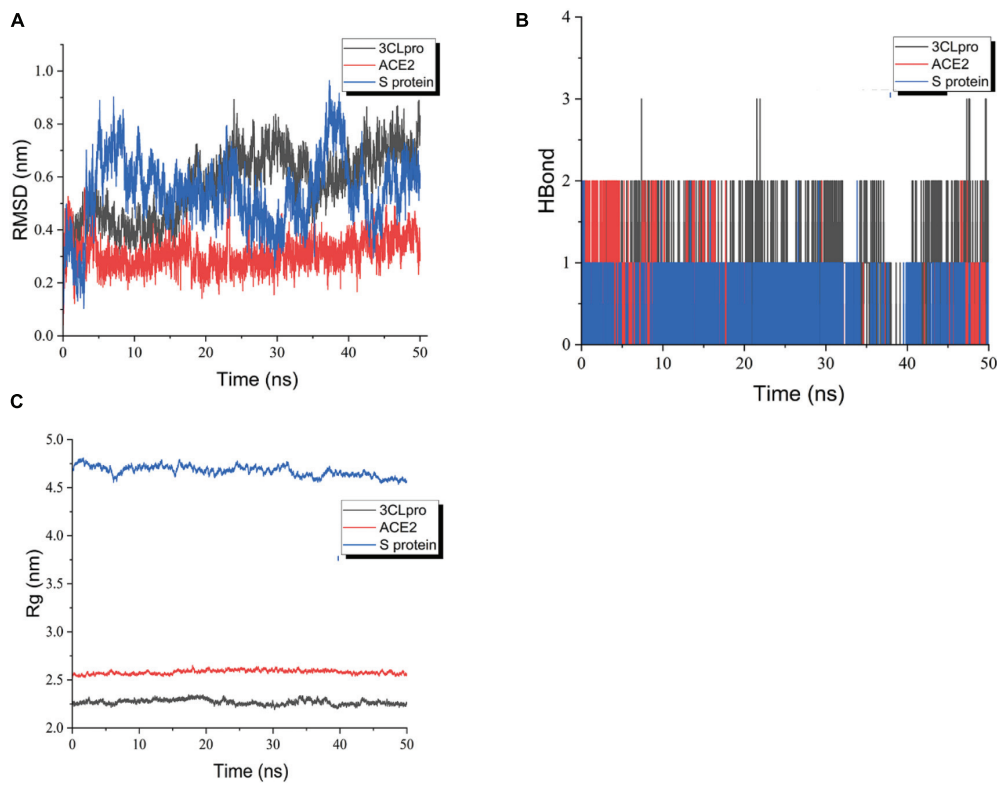 A
RMSD (nm)
1.0
0.8
0.6
0.4
0.2
0.0
3CLpro
ACE2
S protein
0 10 20 30 40 50
Time (ns)
B
HBond
4
3
2
1
0
3CLpro
ACE2
S protein
0 10 20 30 40 50
Time (ns)
C
Rg (nm)
5.0
4.5
4.0
3.5
3.0
2.5
2.0
3CLpro
ACE2
S protein
0 10 20 30 40 50
Time (ns)